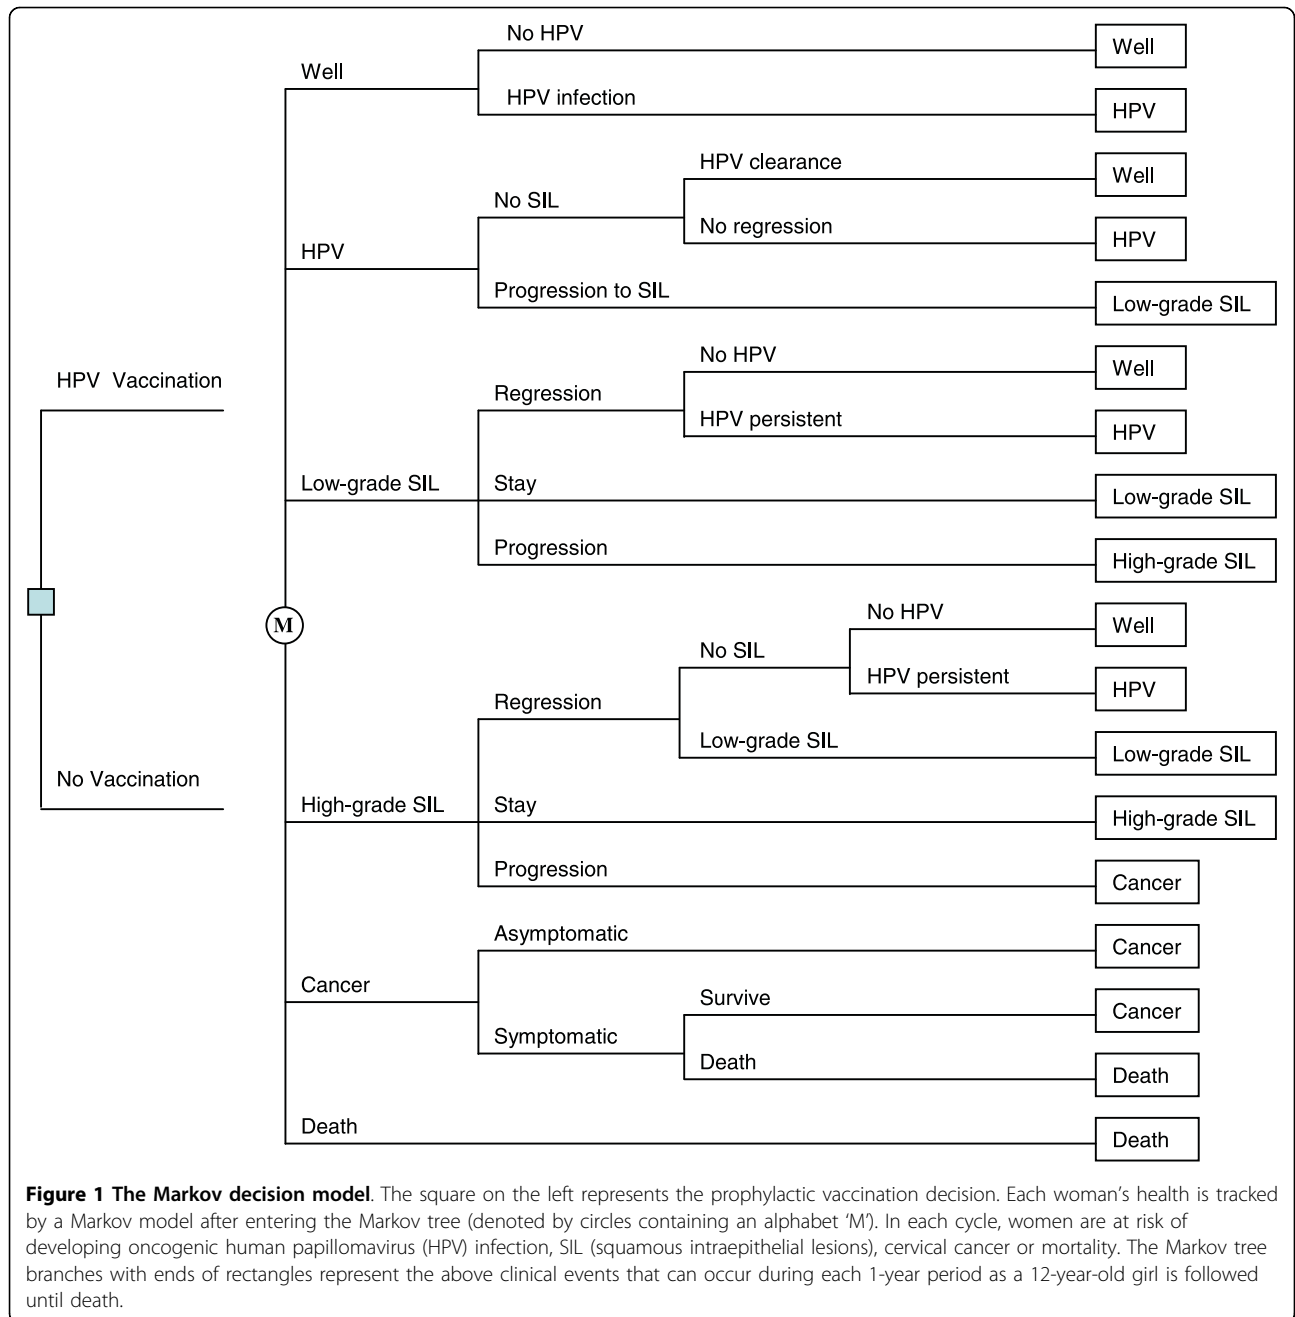 No HPV
Well
Well
HPV infection
HPV
HPV clearance
Well
No SIL
No regression
HPV
HPV
Progression to SIL
Low-grade SIL
No HPV
Well
HPV Vaccination
Regression
HPV persistent
HPV
Low-grade SIL
Stay
Low-grade SIL
Progression
High-grade SIL
No HPV
Well
M
No SIL
HPV persistent
HPV
Regression
Low-grade SIL
Low-grade SIL
No Vaccination
High-grade SIL
Stay
High-grade SIL
Progression
Cancer
Asymptomatic
Cancer
Cancer
Survive
Cancer
Symptomatic
Death
Death
Death
Death
Figure 1 The Markov decision model. The square on the left represents the prophylactic vaccination decision. Each woman's health is tracked
by a Markov model after entering the Markov tree (denoted by circles containing an alphabet 'M'). In each cycle, women are at risk of
developing oncogenic human papillomavirus (HPV) infection, SIL (squamous intraepithelial lesions), cervical cancer or mortality. The Markov tree
branches with ends of rectangles represent the above clinical events that can occur during each 1-year period as a 12-year-old girl is followed
until death.